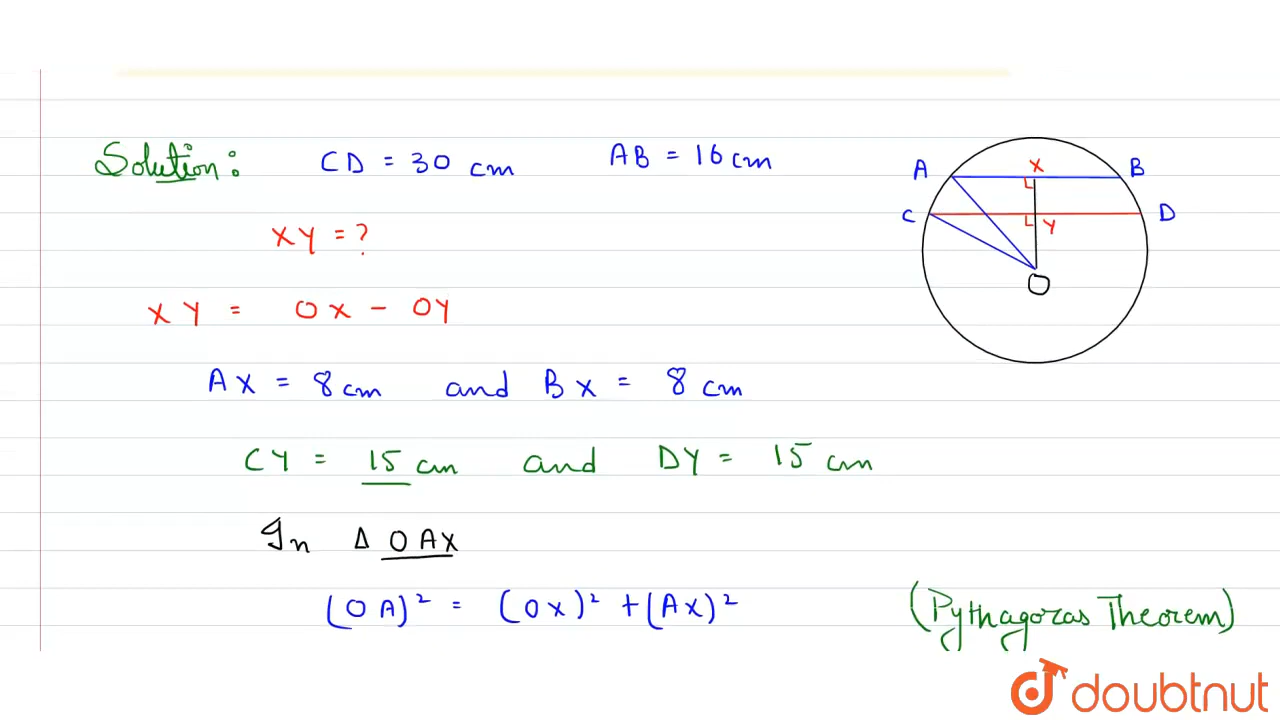 Solution: CD = 30 cm AB = 16 cm
XY = ?
XY = OX - OY
AX = 8 cm and BX = 8 cm
CY = 15 cm and DY = 15 cm
In Δ OAX
(OA)² = (OX)² + (AX)² (Pythagoras Theorem)
A X B
C Y D
O
doubtnut